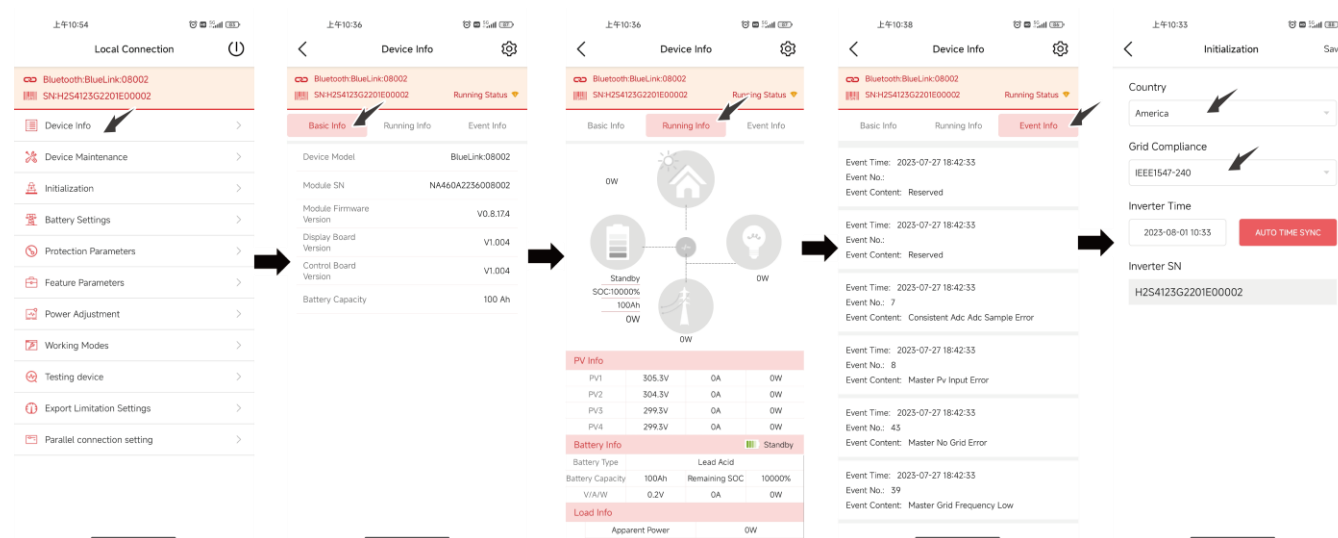 上午10:54
Local Connection
Bluetooth:BlueLink:08002
SN:H2S4123G2201E00002
Device Info
Device Maintenance
Initialization
Battery Settings
Protection Parameters
Feature Parameters
Power Adjustment
Working Modes
Testing device
Export Limitation Settings
Parallel connection setting
上午10:36
Device Info
Bluetooth:BlueLink:08002
SN:H2S4123G2201E00002 Running Status
Basic Info Running Info Event Info
Device Model BlueLink:08002
Module SN NA460A2236008002
Module Firmware
Version V0.8.17.4
Display Board
Version V1.004
Control Board
Version V1.004
Battery Capacity 100 Ah
上午10:36
Device Info
Bluetooth:BlueLink:08002
SN:H2S4123G2201E00002 Running Status
Basic Info Running Info Event Info
0W
Standby
SOC:10000%
100Ah
0W
0W
0W
PV Info
PV1 305.3V 0A 0W
PV2 304.3V 0A 0W
PV3 299.3V 0A 0W
PV4 299.3V 0A 0W
Battery Info Standby
Battery Type Lead Acid
Battery Capacity 100Ah Remaining SOC 10000%
V/A/W 0.2V 0A 0W
Load Info
Apparent Power 0W
上午10:38
Device Info
Bluetooth:BlueLink:08002
SN:H2S4123G2201E00002 Running Status
Basic Info Running Info Event Info
Event Time: 2023-07-27 18:42:33
Event No.:
Event Content: Reserved
Event Time: 2023-07-27 18:42:33
Event No.:
Event Content: Reserved
Event Time: 2023-07-27 18:42:33
Event No.: 7
Event Content: Consistent Adc Adc Sample Error
Event Time: 2023-07-27 18:42:33
Event No.: 8
Event Content: Master Pv Input Error
Event Time: 2023-07-27 18:42:33
Event No.: 43
Event Content: Master No Grid Error
Event Time: 2023-07-27 18:42:33
Event No.: 39
Event Content: Master Grid Frequency Low
上午10:33
Initialization Sav
Country
America
Grid Compliance
IEEE1547-240
Inverter Time
2023-08-01 10:33 AUTO TIME SYNC
Inverter SN
H2S4123G2201E00002